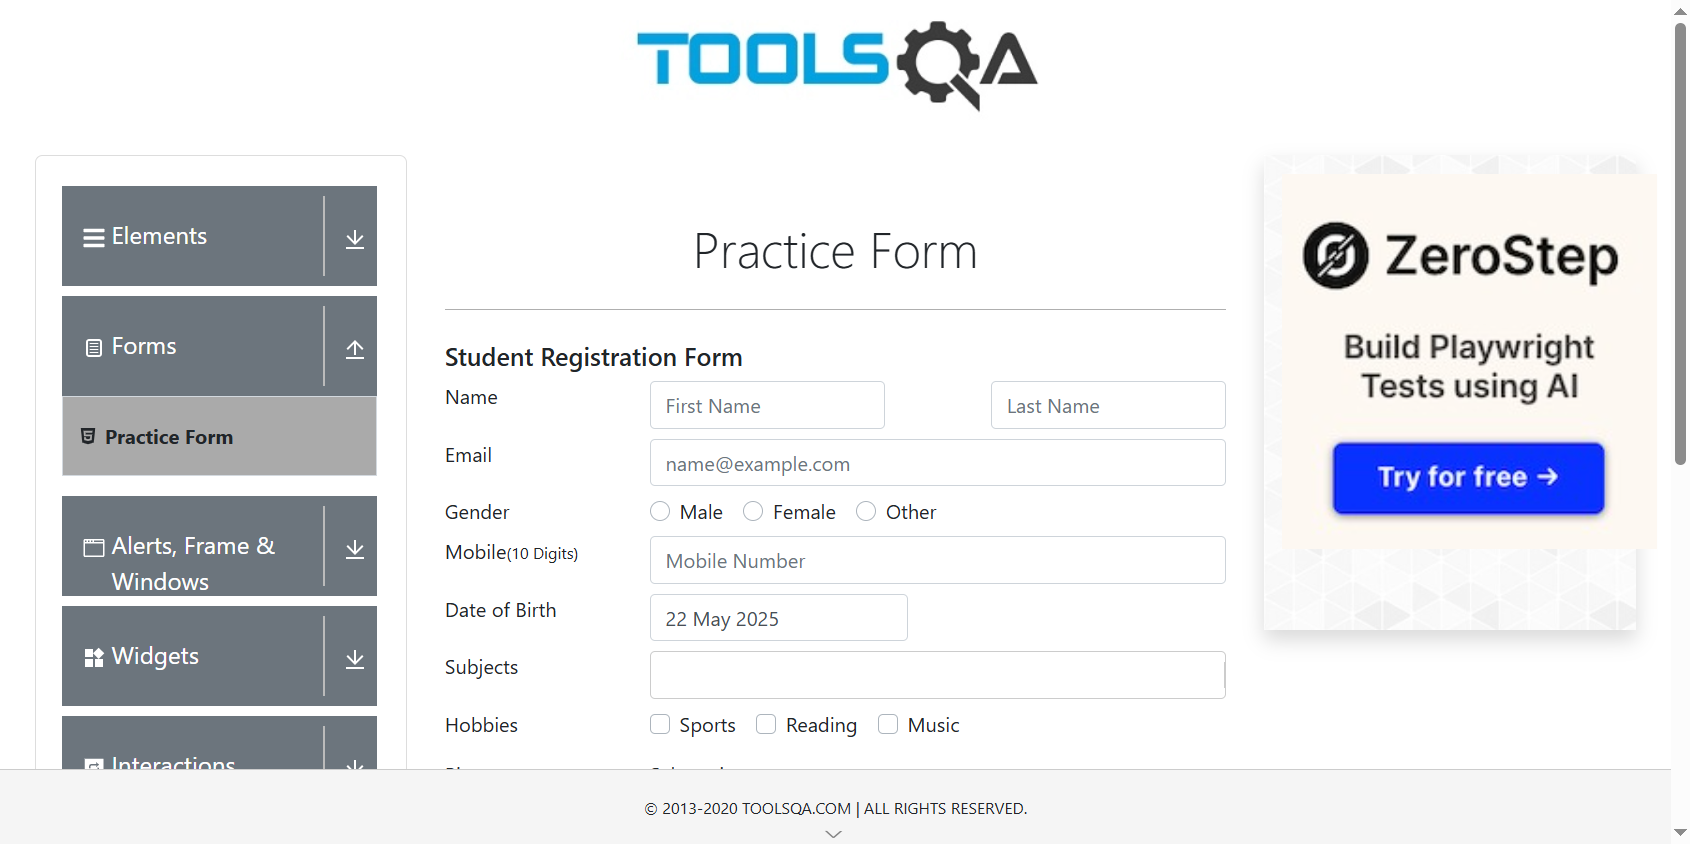 TOOLSQA
Elements
Forms
Practice Form
Alerts, Frame &
Windows
Widgets
Interactions
Practice Form
Student Registration Form
Name
First Name
Last Name
Email
name@example.com
Gender
Male
Female
Other
Mobile(10 Digits)
Mobile Number
Date of Birth
22 May 2025
Subjects
Hobbies
Sports
Reading
Music
ZeroStep
Build Playwright
Tests using AI
Try for free →
© 2013-2020 TOOLSQA.COM | ALL RIGHTS RESERVED.